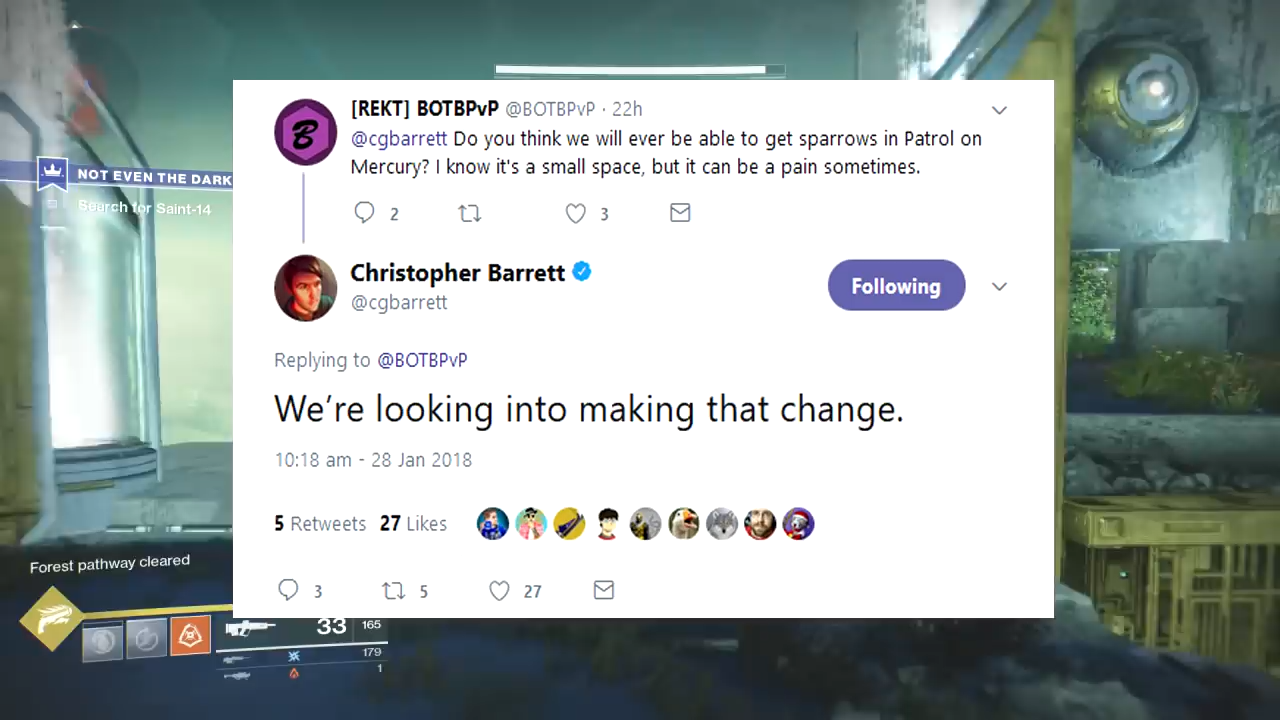 [REKT] BOTBPvP @BOTBPvP · 22h
@cgbarrett Do you think we will ever be able to get sparrows in Patrol on
Mercury? I know it's a small space, but it can be a pain sometimes.
2 3
NOT EVEN THE DARK
Search for Saint-14
Christopher Barrett
@cgbarrett
Following
Replying to @BOTBPvP
We’re looking into making that change.
10:18 am - 28 Jan 2018
5 Retweets 27 Likes
3 5 27
Forest pathway cleared
33 165
179
1